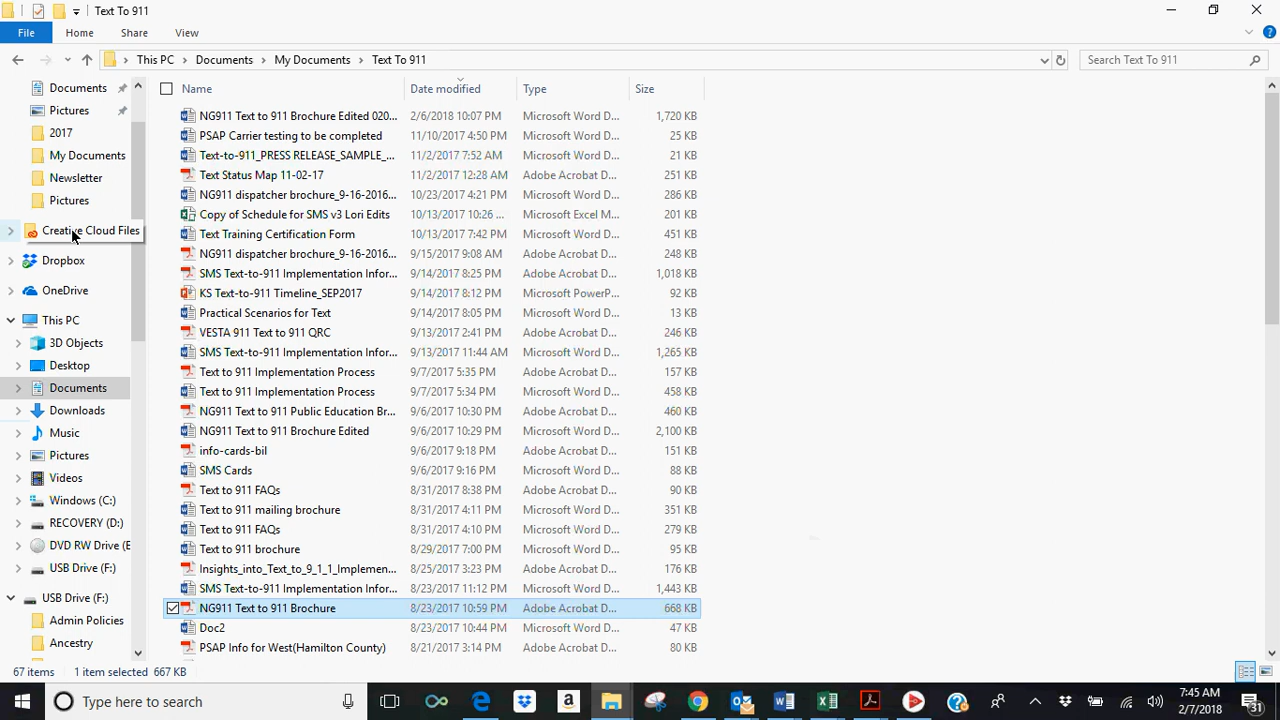 Text To 911
File Home Share View
This PC Documents My Documents Text To 911 Search Text To 911
Documents
Pictures
2017
My Documents
Newsletter
Pictures
Creative Cloud Files
Dropbox
OneDrive
This PC
3D Objects
Desktop
Documents
Downloads
Music
Pictures
Videos
Windows (C:)
RECOVERY (D:)
DVD RW Drive (E
USB Drive (F:)
USB Drive (F:)
Admin Policies
Ancestry
Name Date modified Type Size
NG911 Text to 911 Brochure Edited 020... 2/6/2018 10:07 PM Microsoft Word D... 1,720 KB
PSAP Carrier testing to be completed 11/10/2017 4:50 PM Microsoft Word D... 25 KB
Text-to-911_PRESS RELEASE_SAMPLE_... 11/2/2017 7:52 AM Microsoft Word D... 21 KB
Text Status Map 11-02-17 11/2/2017 12:28 AM Adobe Acrobat D... 251 KB
NG911 dispatcher brochure_9-16-2016... 10/23/2017 4:21 PM Microsoft Word D... 286 KB
Copy of Schedule for SMS v3 Lori Edits 10/13/2017 10:26 ... Microsoft Excel M... 201 KB
Text Training Certification Form 10/13/2017 7:42 PM Microsoft Word D... 451 KB
NG911 dispatcher brochure_9-16-2016... 9/15/2017 9:08 AM Adobe Acrobat D... 248 KB
SMS Text-to-911 Implementation Infor... 9/14/2017 8:25 PM Adobe Acrobat D... 1,018 KB
KS Text-to-911 Timeline_SEP2017 9/14/2017 8:12 PM Microsoft PowerP... 92 KB
Practical Scenarios for Text 9/14/2017 8:05 PM Microsoft Word D... 13 KB
VESTA 911 Text to 911 QRC 9/13/2017 2:41 PM Adobe Acrobat D... 246 KB
SMS Text-to-911 Implementation Infor... 9/13/2017 11:44 AM Microsoft Word D... 1,265 KB
Text to 911 Implementation Process 9/7/2017 5:35 PM Adobe Acrobat D... 157 KB
Text to 911 Implementation Process 9/7/2017 5:34 PM Microsoft Word D... 458 KB
NG911 Text to 911 Public Education Br... 9/6/2017 10:30 PM Adobe Acrobat D... 460 KB
NG911 Text to 911 Brochure Edited 9/6/2017 10:29 PM Microsoft Word D... 2,100 KB
info-cards-bil 9/6/2017 9:18 PM Adobe Acrobat D... 151 KB
SMS Cards 9/6/2017 9:16 PM Microsoft Word D... 88 KB
Text to 911 FAQs 8/31/2017 8:38 PM Adobe Acrobat D... 90 KB
Text to 911 mailing brochure 8/31/2017 4:11 PM Microsoft Word D... 351 KB
Text to 911 FAQs 8/31/2017 4:10 PM Microsoft Word D... 279 KB
Text to 911 brochure 8/29/2017 7:00 PM Microsoft Word D... 95 KB
Insights_into_Text_to_9_1_1_Implemen... 8/25/2017 3:23 PM Adobe Acrobat D... 176 KB
SMS Text-to-911 Implementation Infor... 8/23/2017 11:12 PM Microsoft Word D... 1,443 KB
NG911 Text to 911 Brochure 8/23/2017 10:59 PM Adobe Acrobat D... 668 KB
Doc2 8/23/2017 10:44 PM Microsoft Word D... 47 KB
PSAP Info for West(Hamilton County) 8/21/2017 3:14 PM Adobe Acrobat D... 80 KB
67 items 1 item selected 667 KB
Type here to search
7:45 AM
2/7/2018
31